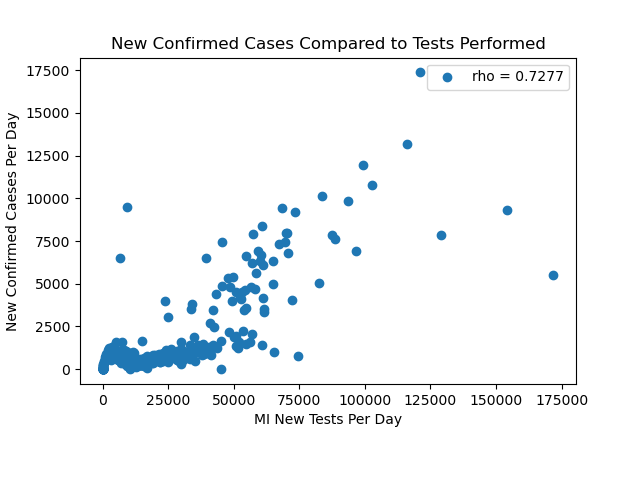 New Confirmed Cases Compared to Tests Performed
rho = 0.7277
17500
15000
12500
10000
7500
5000
2500
0
New Confirmed Caeses Per Day
0 25000 50000 75000 100000 125000 150000 175000
MI New Tests Per Day